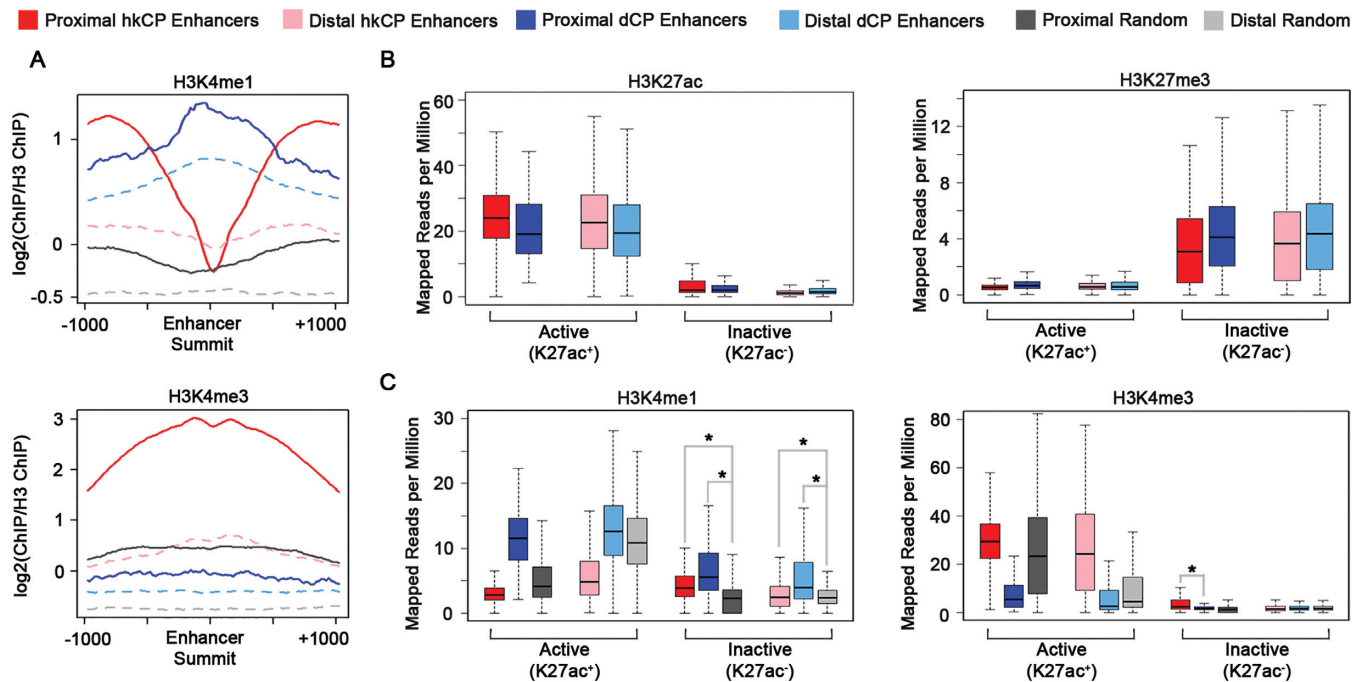 Proximal hkCP Enhancers Distal hkCP Enhancers Proximal dCP Enhancers Distal dCP Enhancers Proximal Random Distal Random
A
H3K4me1
log2(ChIP/H3 ChIP)
1
0
-0.5
-1000 Enhancer +1000
Summit
H3K4me3
log2(ChIP/H3 ChIP)
3
2
1
0
-1000 Enhancer +1000
Summit
B
H3K27ac
Mapped Reads per Million
60
40
20
0
Active Inactive
(K27ac+) (K27ac-)
H3K27me3
Mapped Reads per Million
12
8
4
0
Active Inactive
(K27ac+) (K27ac-)
C
H3K4me1
Mapped Reads per Million
30
20
10
0
* * * *
Active Inactive
(K27ac+) (K27ac-)
H3K4me3
Mapped Reads per Million
80
60
40
20
0
*
Active Inactive
(K27ac+) (K27ac-)